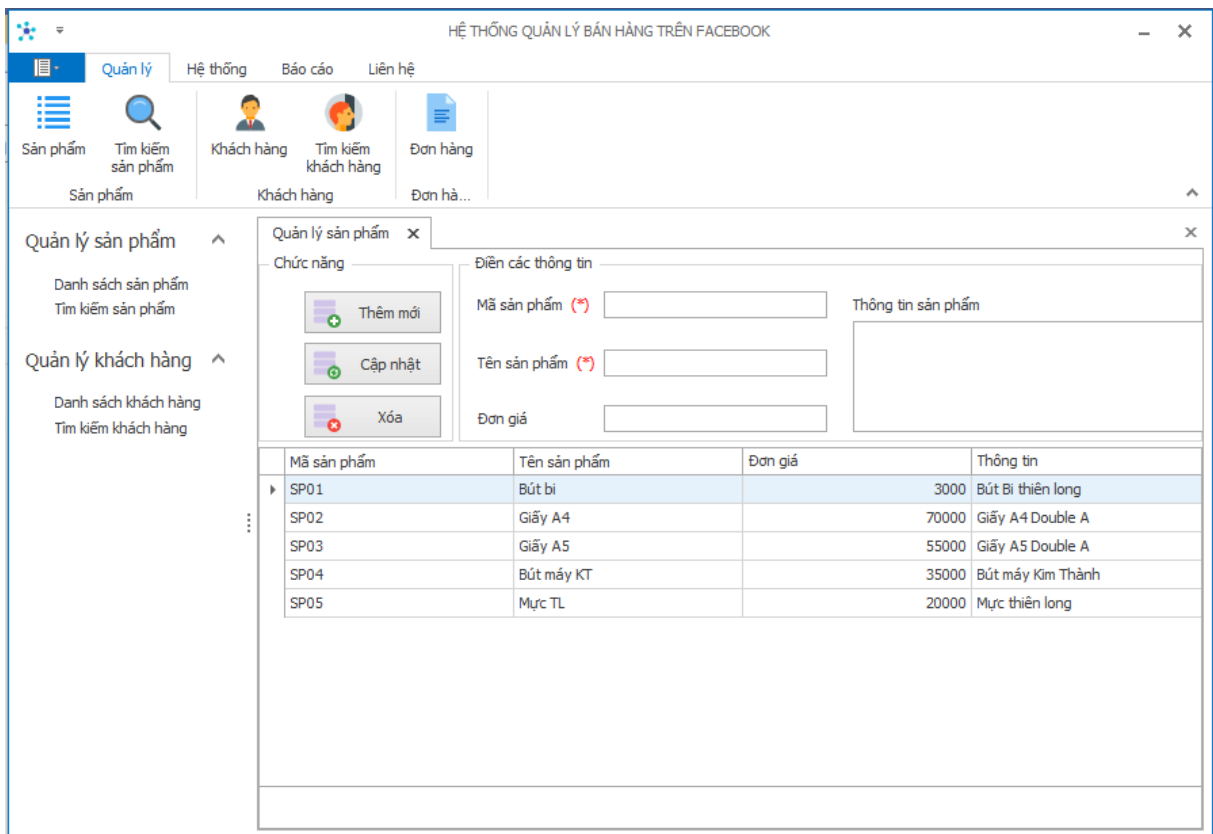 HỆ THỐNG QUẢN LÝ BÁN HÀNG TRÊN FACEBOOK
Quản lý Hệ thống Báo cáo Liên hệ
Sản phẩm Tìm kiếm sản phẩm Khách hàng Tìm kiếm khách hàng Đơn hàng
Sản phẩm Khách hàng Đơn hà...
Quản lý sản phẩm
Danh sách sản phẩm
Tìm kiếm sản phẩm
Quản lý khách hàng
Danh sách khách hàng
Tìm kiếm khách hàng
Quản lý sản phẩm
Chức năng
Thêm mới
Cập nhật
Xóa
Điền các thông tin
Mã sản phẩm (*)
Tên sản phẩm (*)
Đơn giá
Thông tin sản phẩm
Mã sản phẩm Tên sản phẩm Đơn giá Thông tin
SP01 Bút bi 3000 Bút Bi thiên long
SP02 Giấy A4 70000 Giấy A4 Double A
SP03 Giấy A5 55000 Giấy A5 Double A
SP04 Bút máy KT 35000 Bút máy Kim Thành
SP05 Mực TL 20000 Mực thiên long